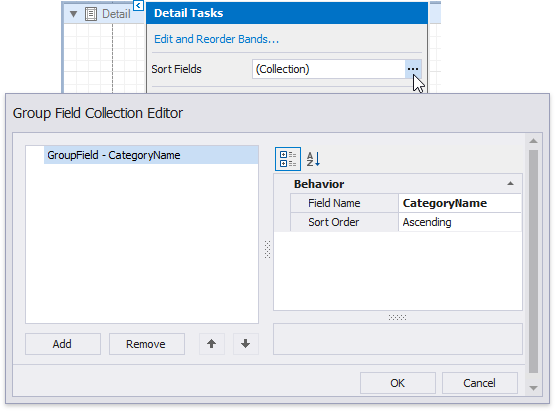 Detail
Detail Tasks
Edit and Reorder Bands...
Sort Fields (Collection)
Group Field Collection Editor
GroupField - CategoryName
Behavior
Field Name CategoryName
Sort Order Ascending
Add Remove
OK Cancel